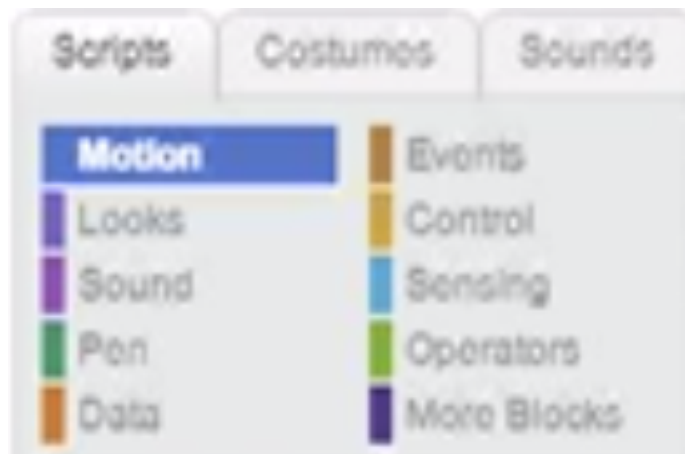 Scripts Costumes Sounds
Motion Events
Looks Control
Sound Sensing
Pen Operators
Data More Blocks